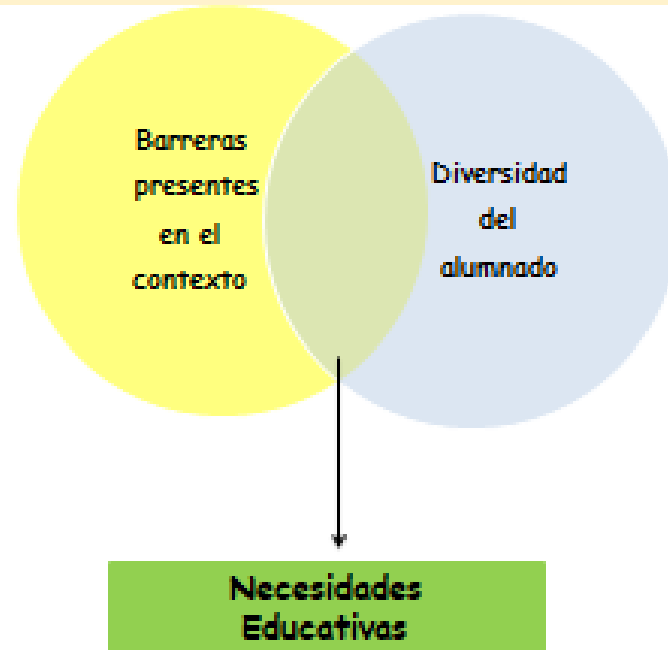 Barreras
presentes
en el
contexto
Diversidad
del
alumnado
Necesidades
Educativas